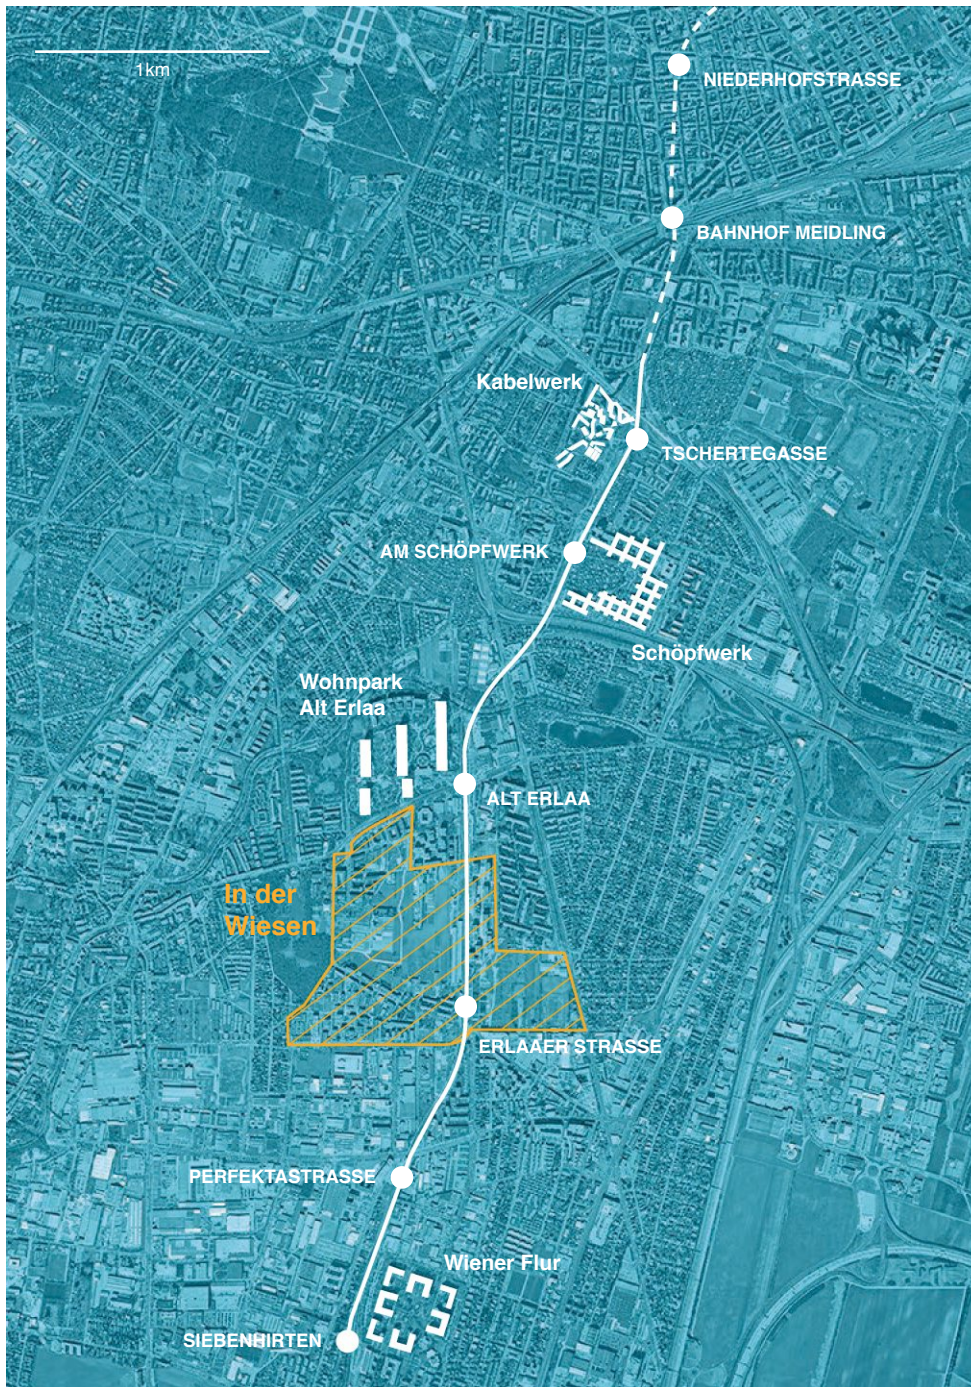 1km
NIEDERHOFSTRASSE
BAHNHOF MEIDLING
Kabelwerk
TSCHERTEGASSE
AM SCHÖPFWERK
Schöpfwerk
Wohnpark
Alt Erlaa
ALT ERLAA
In der
Wiesen
ERLAAER STRASSE
PERFEKTASTRASSE
Wiener Flur
SIEBENHIRTEN